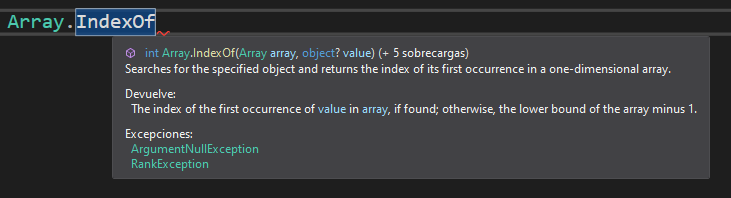 Array.IndexOf
int Array.IndexOf(Array array, object? value) (+ 5 sobrecargas)
Searches for the specified object and returns the index of its first occurrence in a one-dimensional array.
Devuelve:
The index of the first occurrence of value in array, if found; otherwise, the lower bound of the array minus 1.
Excepciones:
ArgumentNullException
RankException